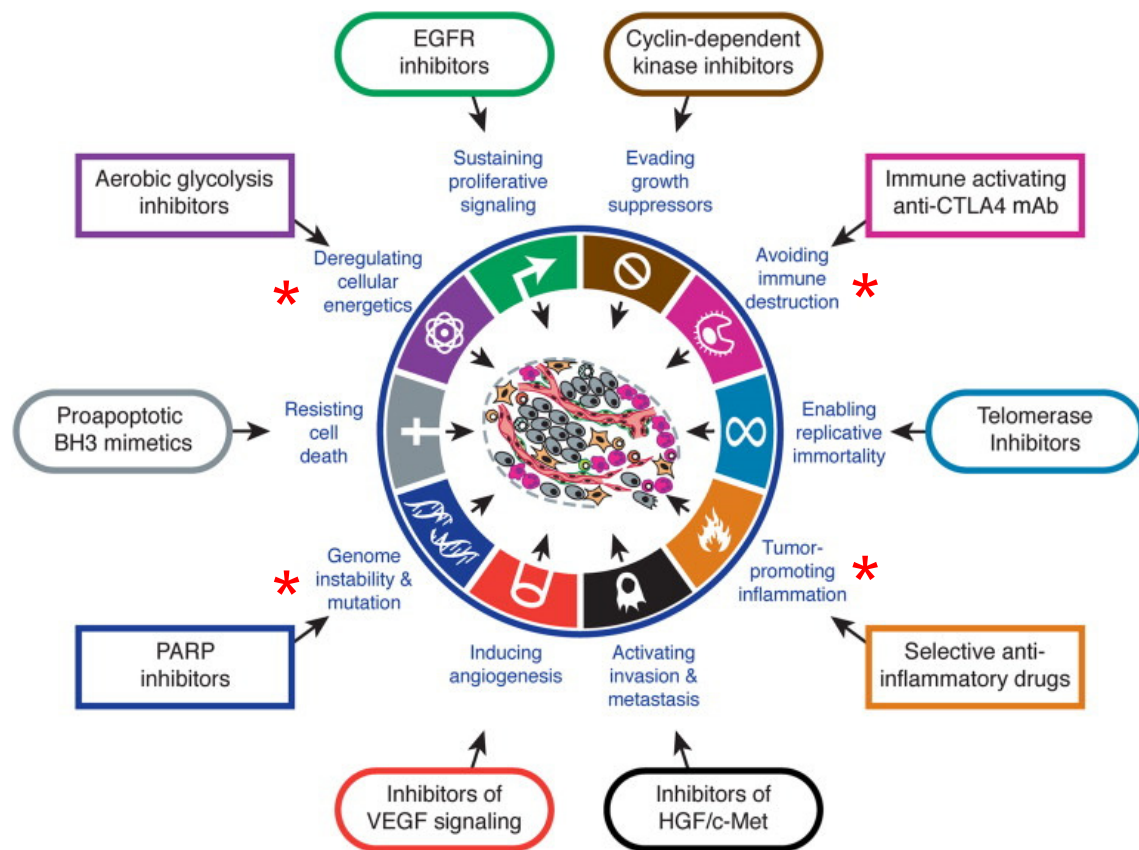 EGFR
inhibitors
Cyclin-dependent
kinase inhibitors
Sustaining
proliferative
signaling
Evading
growth
suppressors
Aerobic glycolysis
inhibitors
Immune activating
anti-CTLA4 mAb
Deregulating
cellular
energetics
*
Avoiding
immune
destruction
*
Proapoptotic
BH3 mimetics
Resisting
cell
death
Enabling
replicative
immortality
Telomerase
Inhibitors
*
Genome
instability &
mutation
Tumor-
promoting
inflammation
*
PARP
inhibitors
Inducing
angiogenesis
Activating
invasion &
metastasis
Selective anti-
inflammatory drugs
Inhibitors of
VEGF signaling
Inhibitors of
HGF/c-Met